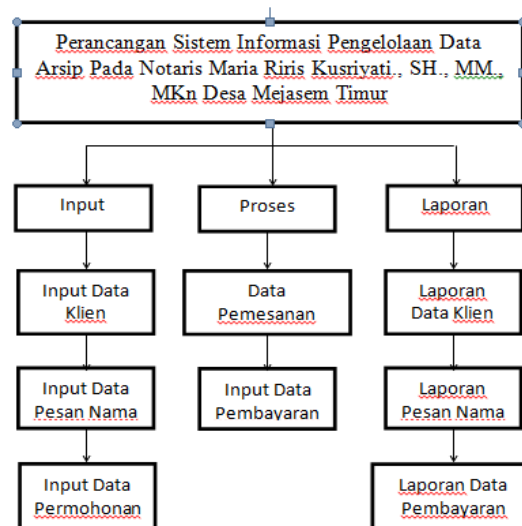 Perancangan Sistem Informasi Pengelolaan Data
Arsip Pada Notaris Maria Riris Kusriyati., SH., MM.,
MKn Desa Mejasem Timur
Input
Proses
Laporan
Input Data
Klien
Data
Pemesanan
Laporan
Data Klien
Input Data
Pesan Nama
Input Data
Pembayaran
Laporan
Pesan Nama
Input Data
Permohonan
Laporan Data
Pembayaran